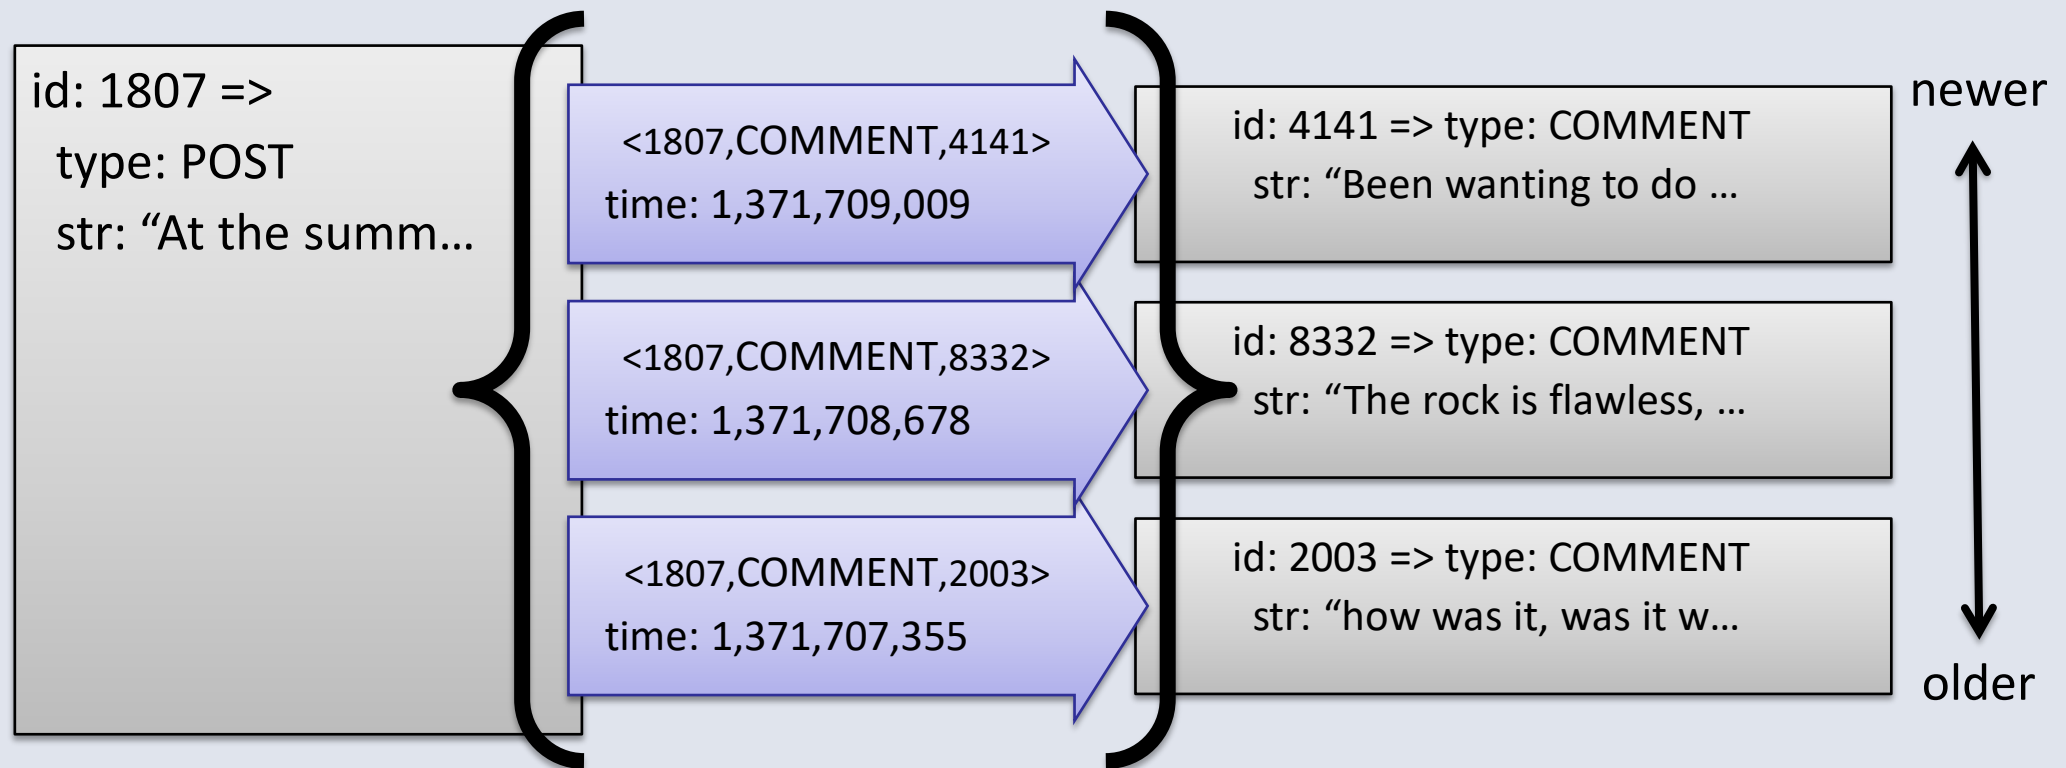 id: 1807 =>
type: POST
str: “At the summ…
<1807,COMMENT,4141>
time: 1,371,709,009
id: 4141 => type: COMMENT
str: “Been wanting to do …
<1807,COMMENT,8332>
time: 1,371,708,678
id: 8332 => type: COMMENT
str: “The rock is flawless, …
<1807,COMMENT,2003>
time: 1,371,707,355
id: 2003 => type: COMMENT
str: “how was it, was it w…
newer
older